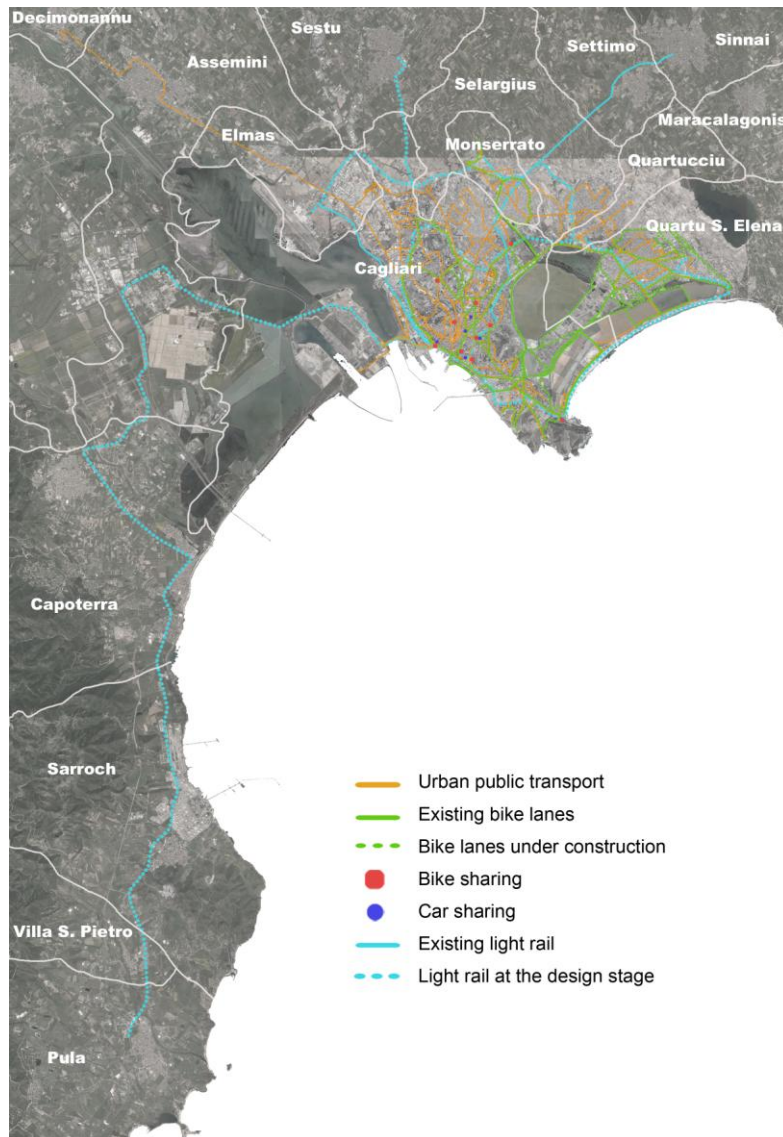 Decimonannu
Sestu
Settimo
Sinnai
Assemini
Selargius
Maracalagonis
Elmas
Monserrato
Quartucciu
Quartu S. Elena
Cagliari
Capoterra
Sarroch
Villa S. Pietro
Pula
Urban public transport
Existing bike lanes
Bike lanes under construction
Bike sharing
Car sharing
Existing light rail
Light rail at the design stage